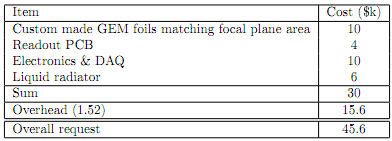 Item Cost ($k)
Custom made GEM foils matching focal plane area 10
Readout PCB 4
Electronics & DAQ 10
Liquid radiator 6
Sum 30
Overhead (1.52) 15.6
Overall request 45.6